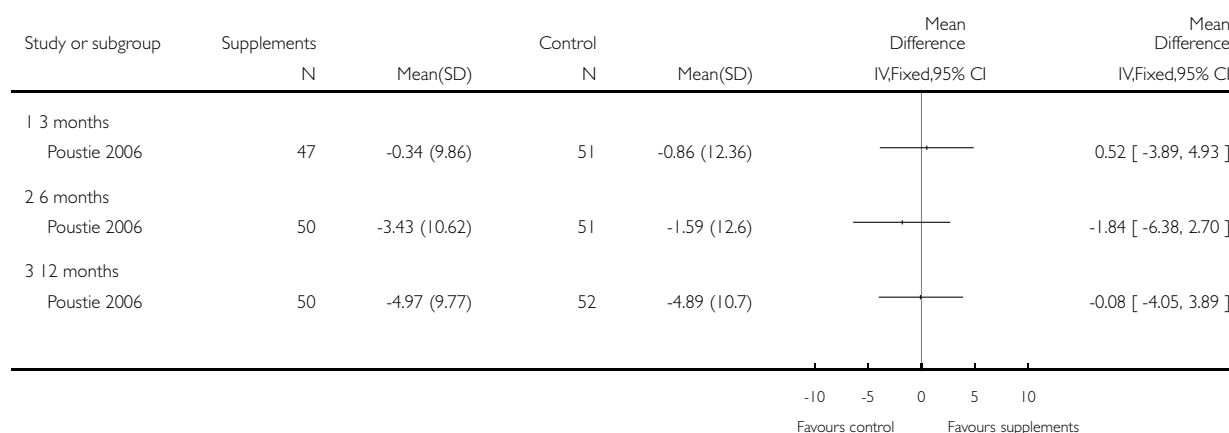 Mean Mean
Study or subgroup Supplements Control Difference Difference
N Mean(SD) N Mean(SD) IV,Fixed,95% CI IV,Fixed,95% CI
1 3 months
Poustie 2006 47 -0.34 (9.86) 51 -0.86 (12.36) 0.52 [ -3.89, 4.93 ]
2 6 months
Poustie 2006 50 -3.43 (10.62) 51 -1.59 (12.6) -1.84 [ -6.38, 2.70 ]
3 12 months
Poustie 2006 50 -4.97 (9.77) 52 -4.89 (10.7) -0.08 [ -4.05, 3.89 ]
-10 -5 0 5 10
Favours control Favours supplements